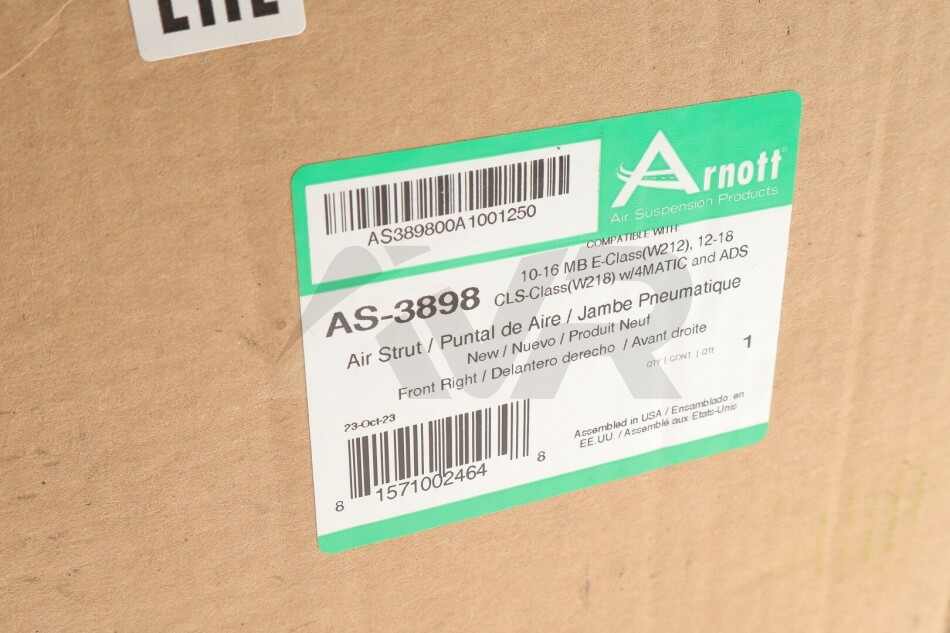 EAC
Arnott
Air Suspension Products
AS389800A1001250
COMPATIBLE WITH:
10-16 MB E-Class(W212), 12-18
AS-3898 CLS-Class(W218) w/4MATIC and ADS
Air Strut / Puntal de Aire / Jambe Pneumatique
New / Nuevo / Produit Neuf
Front Right / Delantero derecho / Avant droite
QTY | CONT. | QTÉ 1
23-Oct-23
8 1571002464 8
Assembled in USA / Ensamblado en
EE.UU. / Assemblé aux Etats-Unis